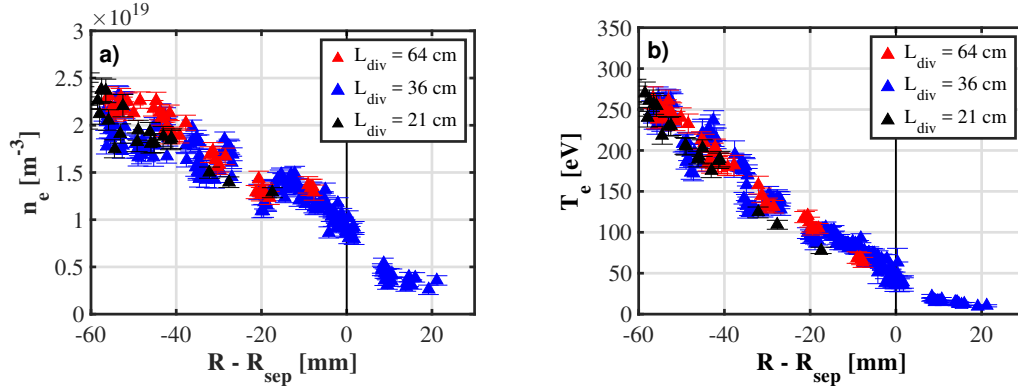 ×10^19
a)
L_div = 64 cm
L_div = 36 cm
L_div = 21 cm
n_e [m^-3]
3
2.5
2
1.5
1
0.5
0
-60 -40 -20 0 20
R - R_sep [mm]
b)
L_div = 64 cm
L_div = 36 cm
L_div = 21 cm
T_e [eV]
350
300
250
200
150
100
50
0
-60 -40 -20 0 20
R - R_sep [mm]